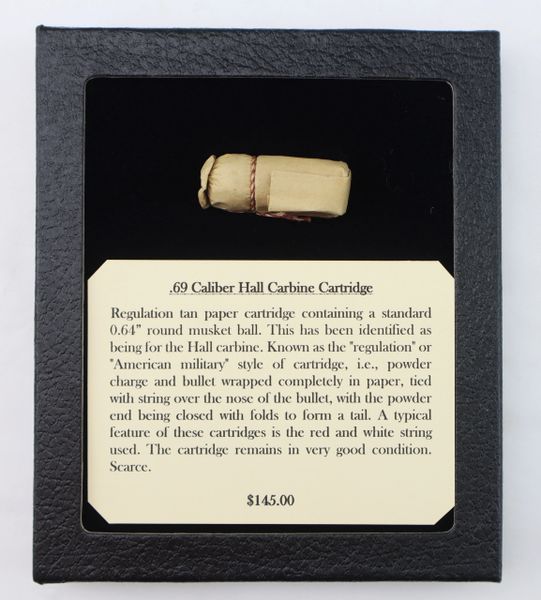 .69 Caliber Hall Carbine Cartridge
Regulation tan paper cartridge containing a standard
0.64” round musket ball. This has been identified as
being for the Hall carbine. Known as the "regulation" or
"American military" style of cartridge, i.e., powder
charge and bullet wrapped completely in paper, tied
with string over the nose of the bullet, with the powder
end being closed with folds to form a tail. A typical
feature of these cartridges is the red and white string
used. The cartridge remains in very good condition.
Scarce.
$145.00